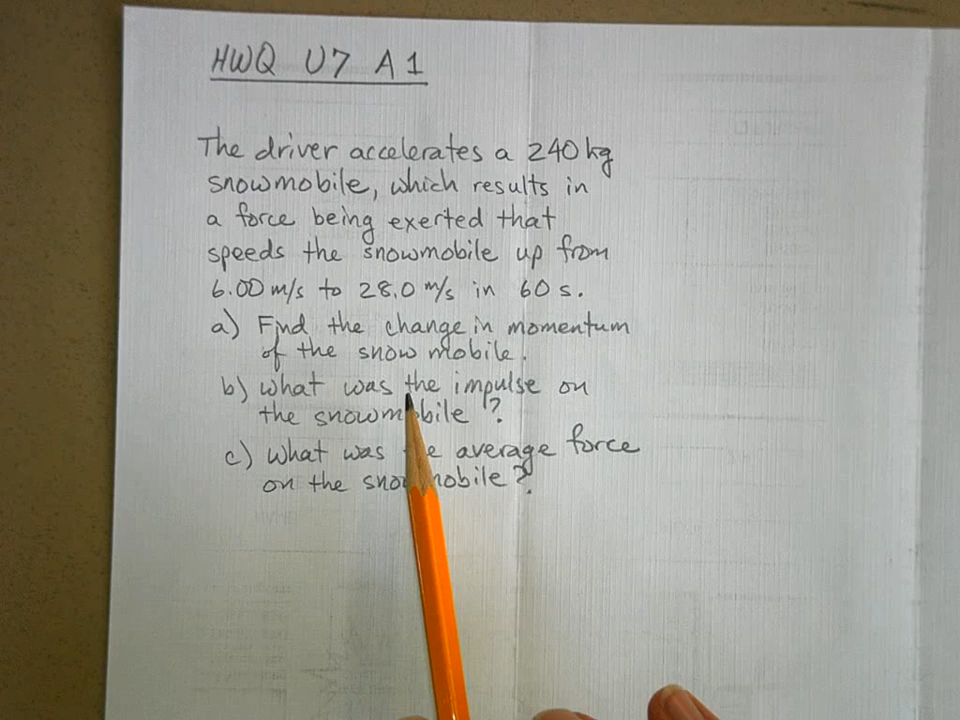 HWQ U7 A1
The driver accelerates a 240 kg
snowmobile, which results in
a force being exerted that
speeds the snowmobile up from
6.00 m/s to 28.0 m/s in 60 s.
a) Find the change in momentum
of the snow mobile.
b) what was the impulse on
the snowmobile?
c) what was average force
on the ?